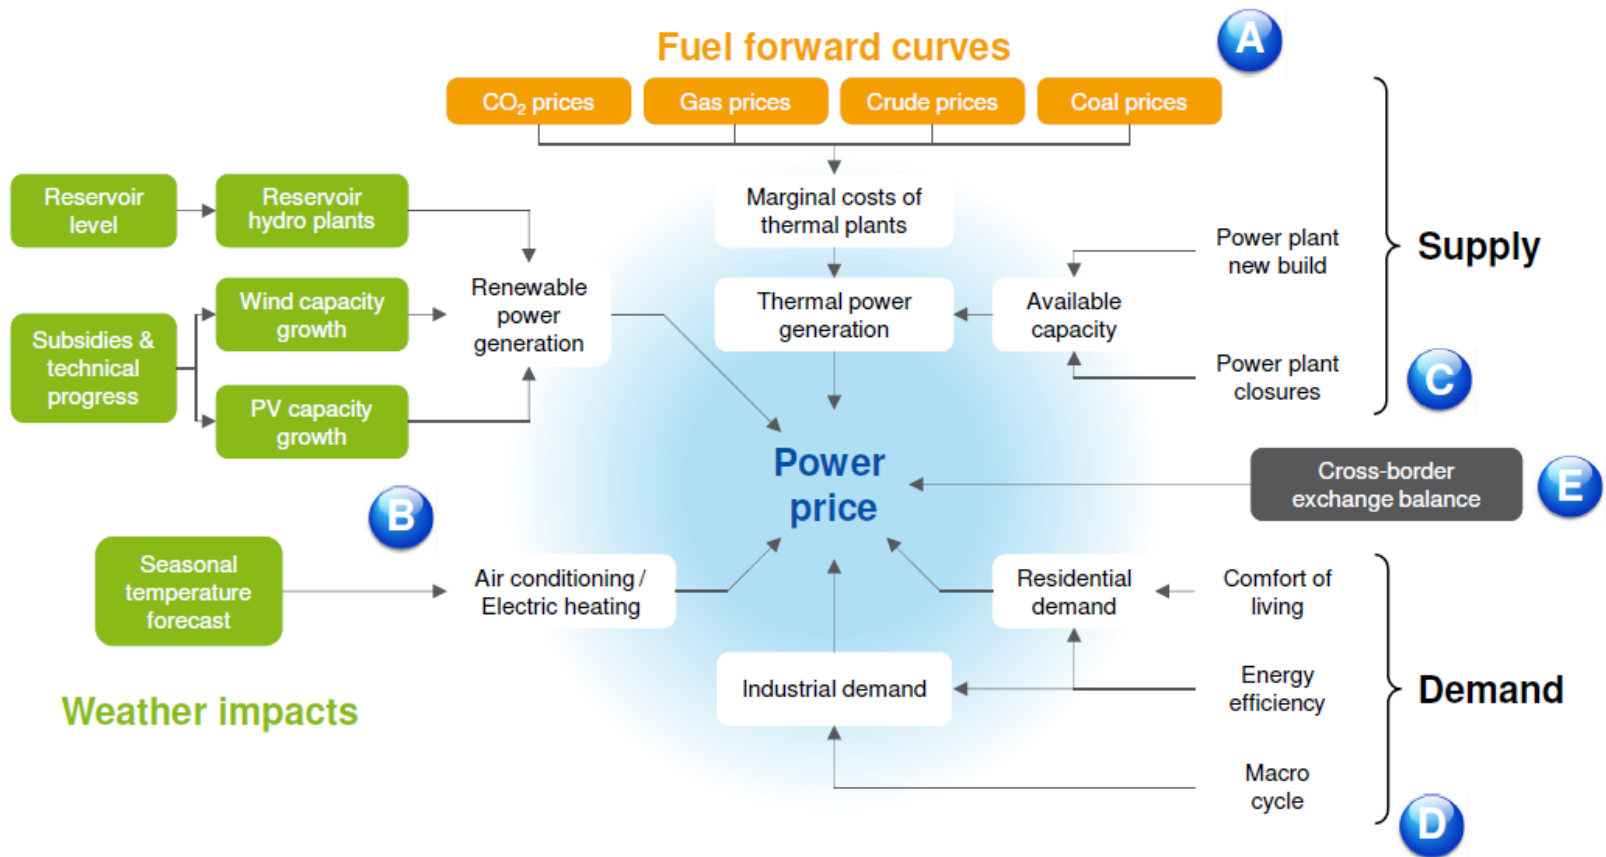 Fuel forward curves
A
CO₂ prices
Gas prices
Crude prices
Coal prices
Reservoir
level
Reservoir
hydro plants
Marginal costs of
thermal plants
Power plant
new build
Supply
Subsidies &
technical
progress
Wind capacity
growth
PV capacity
growth
Renewable
power
generation
Thermal power
generation
Available
capacity
Power plant
closures
C
Power
price
Cross-border
exchange balance
E
B
Seasonal
temperature
forecast
Air conditioning /
Electric heating
Residential
demand
Comfort of
living
Weather impacts
Industrial demand
Energy
efficiency
Demand
Macro
cycle
D